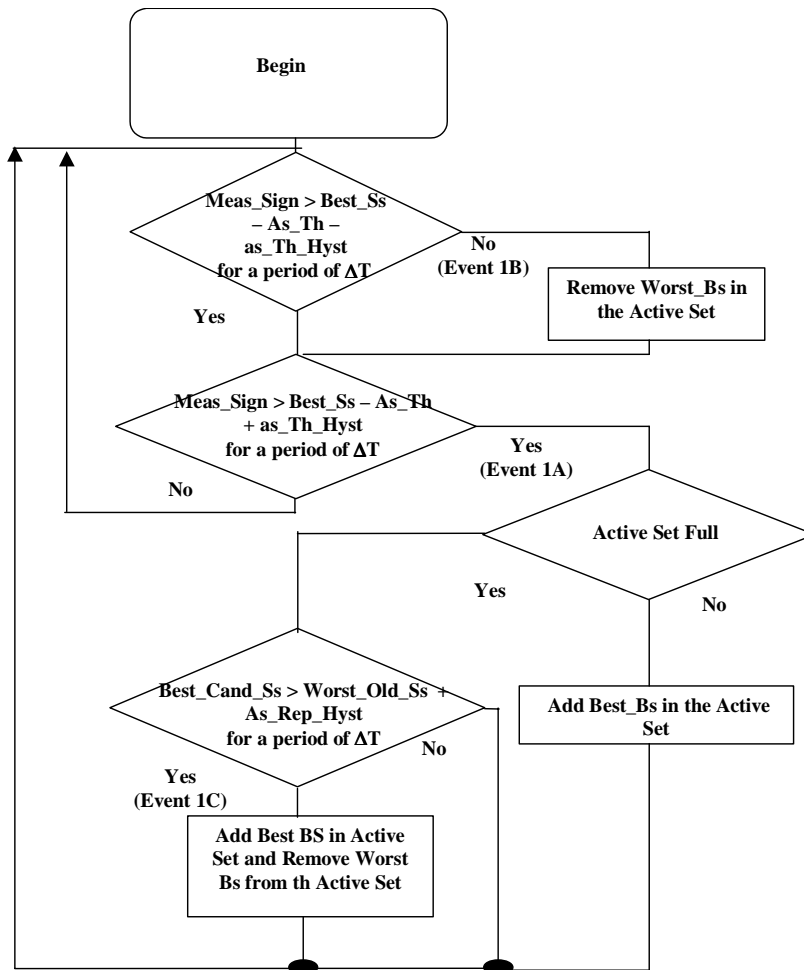 Begin
Meas_Sign > Best_Ss
– As_Th –
as_Th_Hyst
for a period of ΔT
No
(Event 1B)
Remove Worst_Bs in
the Active Set
Yes
Meas_Sign > Best_Ss – As_Th
+ as_Th_Hyst
for a period of ΔT
Yes
(Event 1A)
No
Active Set Full
Yes
No
Best_Cand_Ss > Worst_Old_Ss +
As_Rep_Hyst
for a period of ΔT
No
Add Best_Bs in the Active
Set
Yes
(Event 1C)
Add Best BS in Active
Set and Remove Worst
Bs from th Active Set